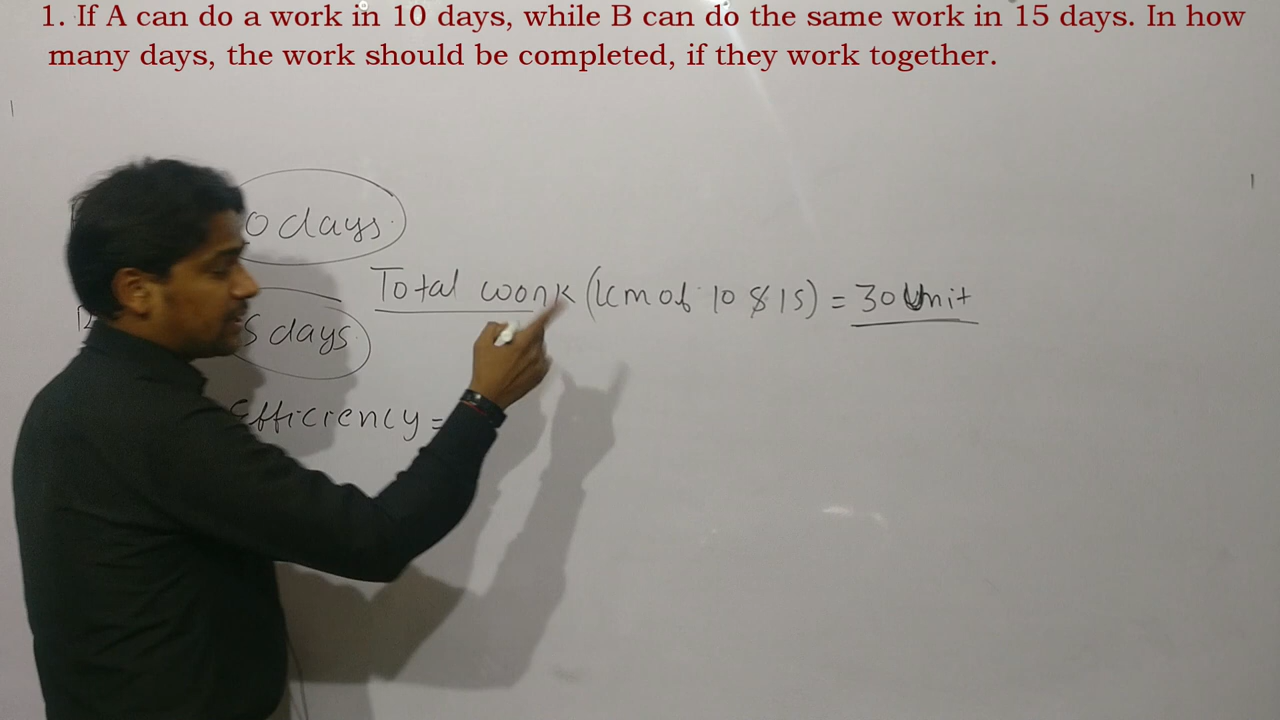 1. If A can do a work in 10 days, while B can do the same work in 15 days. In how
many days, the work should be completed, if they work together.
0 days.
Total work (lcm of 10 & 15) = 30 Unit
5 days.
Efficiency =